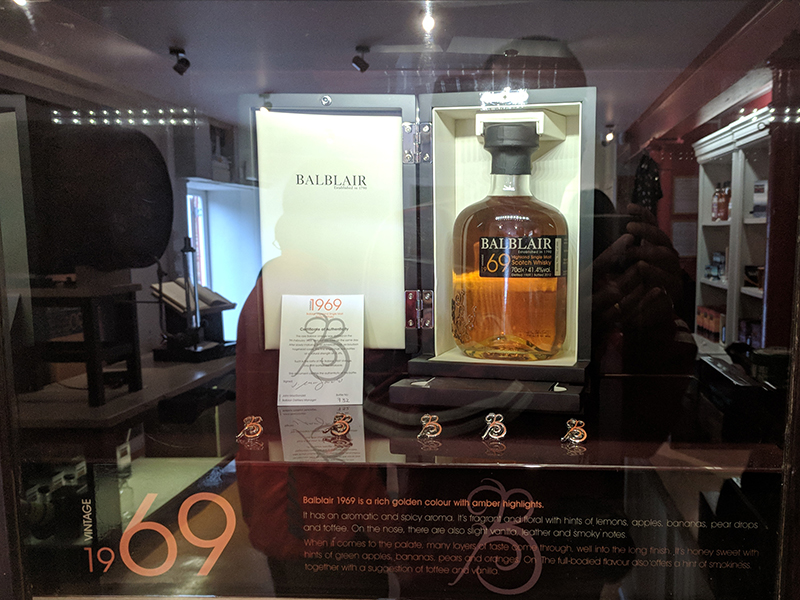 BALBLAIR
Established in 1790
BALBLAIR
Established in 1790
Highland Single Malt
Scotch Whisky
1969
70cl • 41.4%vol.
1969
Certificate of Authenticity
VINTAGE
1969
Balblair 1969 is a rich golden colour with amber highlights.
It has an aromatic and spicy aroma. It's fragrant and floral with hints of lemons, apples, bananas, pear drops
and toffee. On the nose, there are also slight vanilla, leather and smoky notes
When it comes to the palate, many layers of taste come through, well into the long finish. It's honey sweet with
hints of green apples, bananas, pears and oranges. On The full-bodied flavour also offers a hint of smokiness,
together with a suggestion of toffee and vanilla.